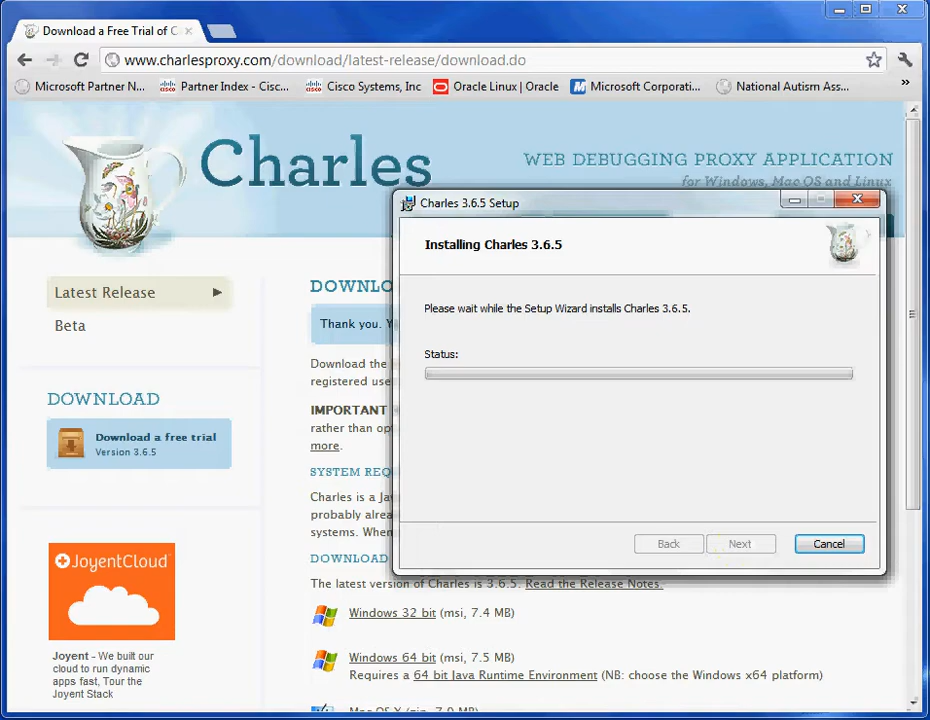 Download a Free Trial of C
www.charlesproxy.com/download/latest-release/download.do
Microsoft Partner N... Partner Index - Cisc... Cisco Systems, Inc Oracle Linux | Oracle Microsoft Corporati... National Autism Ass... »
Charles
WEB DEBUGGING PROXY APPLICATION
for Windows, Mac OS and Linux
Latest Release
Beta
DOWNLOAD
Download a free trial
Version 3.6.5
JoyentCloud
Joyent - We built our
cloud to run dynamic
apps fast, Tour the
Joyent Stack
DOWNLO
Thank you. Y
Download the
registered use
IMPORTANT
rather than op
more.
SYSTEM REQ
Charles is a Ja
probably alrea
systems. When
DOWNLOAD
The latest version of Charles is 3.6.5. Read the Release Notes.
Windows 32 bit (msi, 7.4 MB)
Windows 64 bit (msi, 7.5 MB)
Requires a 64 bit Java Runtime Environment (NB: choose the Windows x64 platform)
Mac OS X (zip, 7.0 MB)
Charles 3.6.5 Setup
Installing Charles 3.6.5
Please wait while the Setup Wizard installs Charles 3.6.5.
Status:
Back Next Cancel